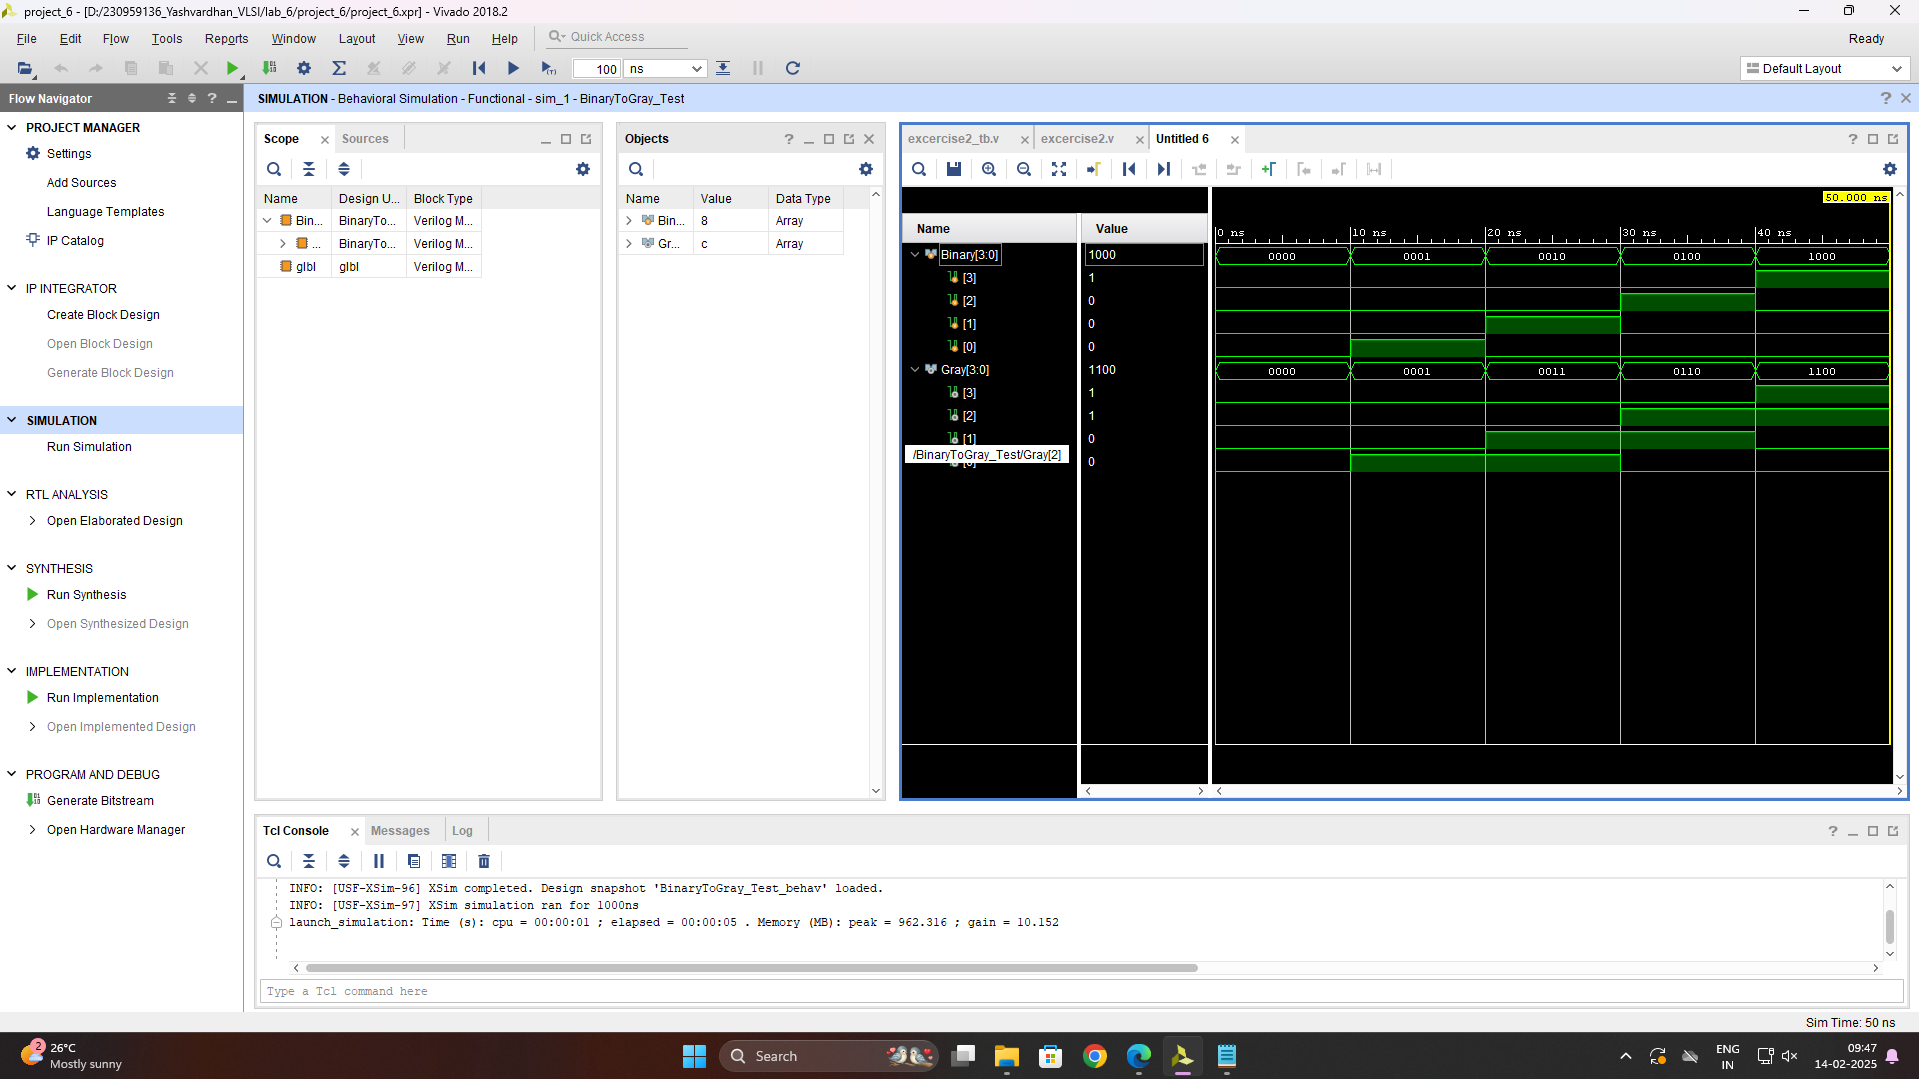 project_6 - [D:/230959136_Yashvardhan_VLSI/lab_6/project_6/project_6.xpr] - Vivado 2018.2
File Edit Flow Tools Reports Window Layout View Run Help Quick Access Ready
100 ns Default Layout
Flow Navigator
SIMULATION - Behavioral Simulation - Functional - sim_1 - BinaryToGray_Test
PROJECT MANAGER
Settings
Add Sources
Language Templates
IP Catalog
IP INTEGRATOR
Create Block Design
Open Block Design
Generate Block Design
SIMULATION
Run Simulation
RTL ANALYSIS
Open Elaborated Design
SYNTHESIS
Run Synthesis
Open Synthesized Design
IMPLEMENTATION
Run Implementation
Open Implemented Design
PROGRAM AND DEBUG
Generate Bitstream
Open Hardware Manager
Scope Sources
Name Design U... Block Type
Bin... BinaryTo... Verilog M...
... BinaryTo... Verilog M...
glbl glbl Verilog M...
Objects
Name Value Data Type
Bin... 8 Array
Gr... c Array
excercise2_tb.v excercise2.v Untitled 6
50.000 ns
Name Value
0 ns 10 ns 20 ns 30 ns 40 ns
Binary[3:0] 1000 0000 0001 0010 0100 1000
[3] 1
[2] 0
[1] 0
[0] 0
Gray[3:0] 1100 0000 0001 0011 0110 1100
[3] 1
[2] 1
[1] 0
/BinaryToGray_Test/Gray[2]
[0] 0
Tcl Console Messages Log
INFO: [USF-XSim-96] XSim completed. Design snapshot 'BinaryToGray_Test_behav' loaded.
INFO: [USF-XSim-97] XSim simulation ran for 1000ns
launch_simulation: Time (s): cpu = 00:00:01 ; elapsed = 00:00:05 . Memory (MB): peak = 962.316 ; gain = 10.152
Type a Tcl command here
Sim Time: 50 ns
2
26°C
Mostly sunny
Search
ENG
IN
09:47
14-02-2025